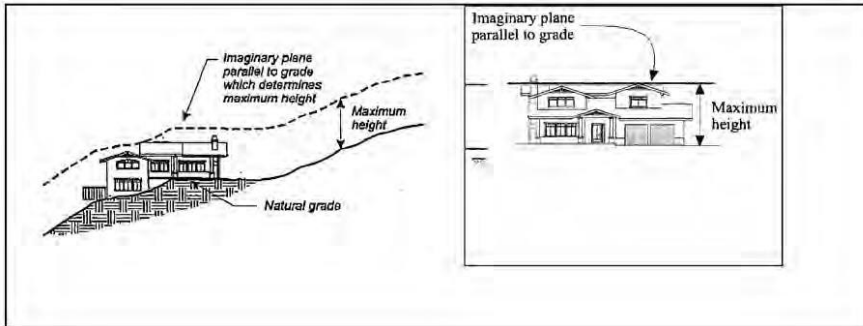 Imaginary plane
parallel to grade
which determines
maximum height
Maximum
height
Natural grade
Imaginary plane
parallel to grade
Maximum
height